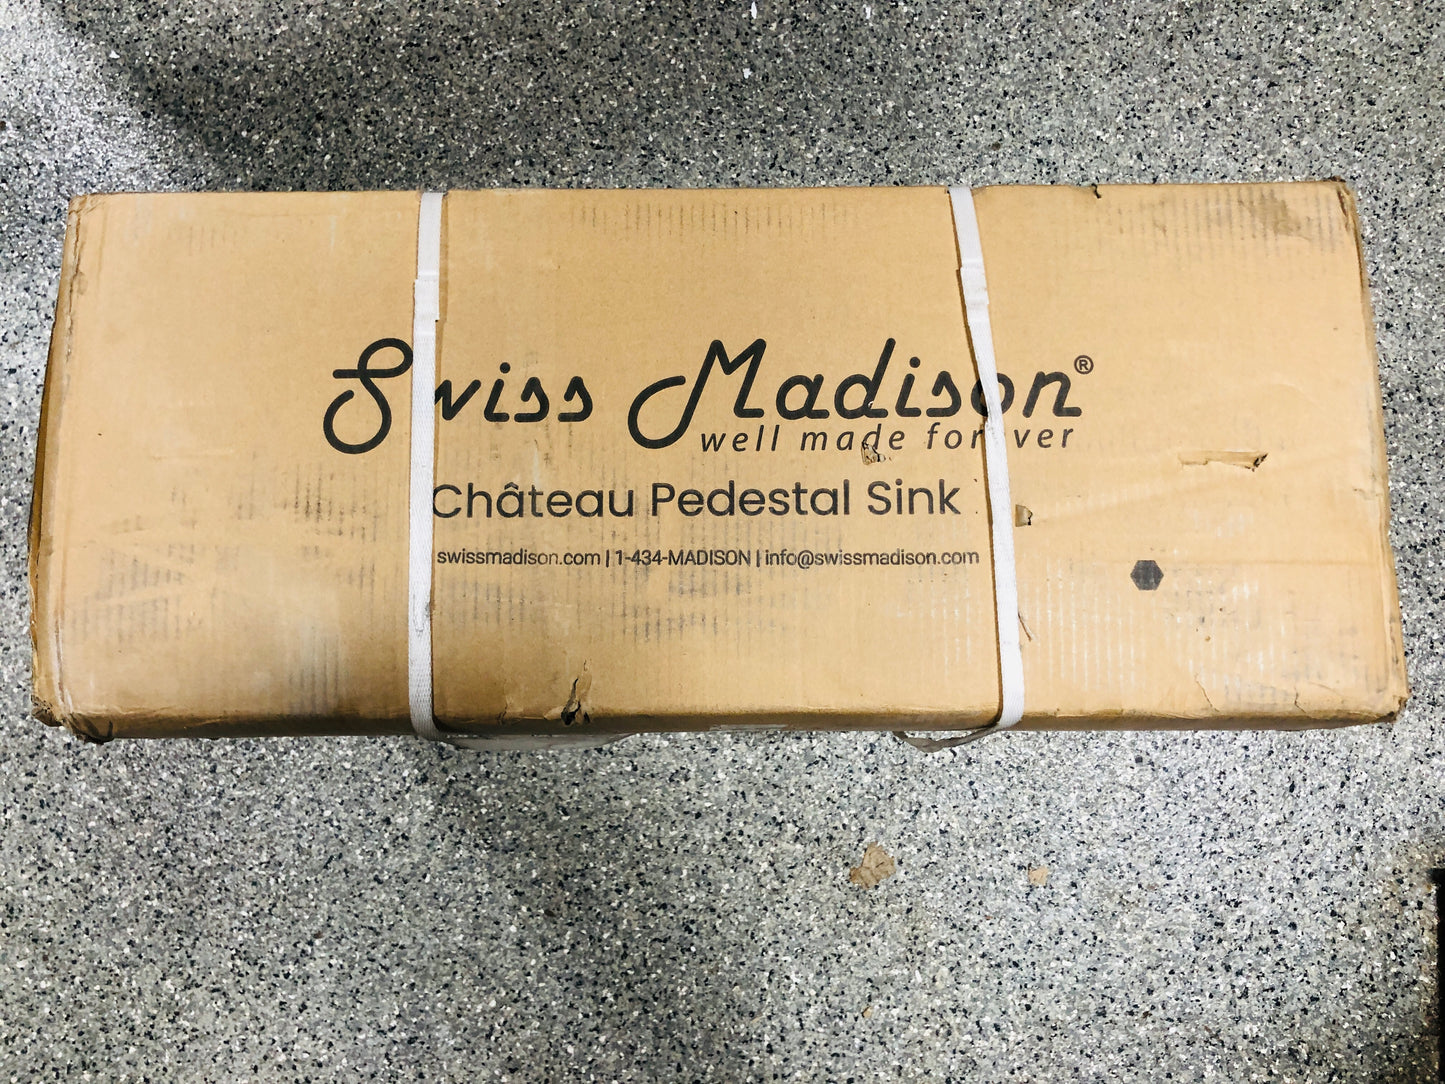 Swiss Madison®
well made forever
Château Pedestal Sink
swissmadison.com | 1-434-MADISON | info@swissmadison.com